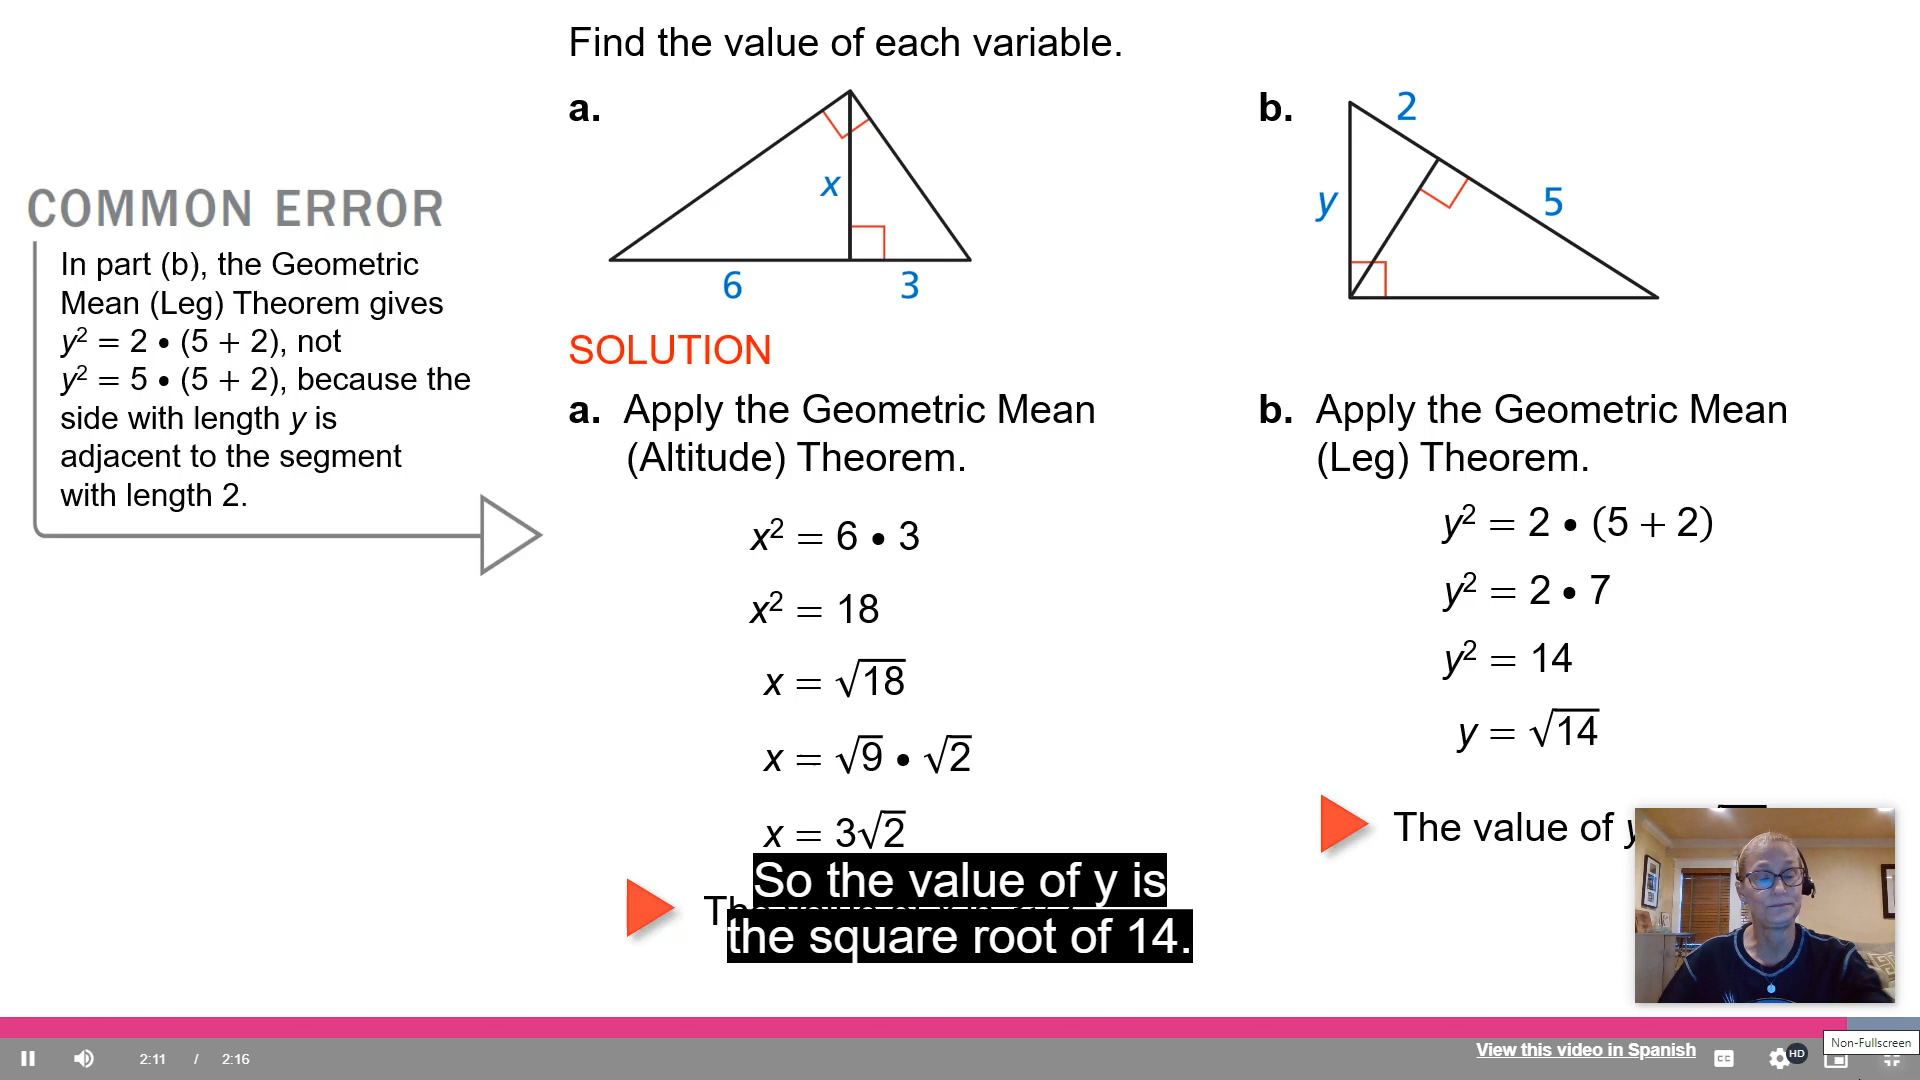 Find the value of each variable.
a.
x
6
3
b.
2
y
5
COMMON ERROR
In part (b), the Geometric
Mean (Leg) Theorem gives
y² = 2 • (5 + 2), not
y² = 5 • (5 + 2), because the
side with length y is
adjacent to the segment
with length 2.
SOLUTION
a. Apply the Geometric Mean
(Altitude) Theorem.
x² = 6 • 3
x² = 18
x = √18
x = √9 • √2
x = 3√2
b. Apply the Geometric Mean
(Leg) Theorem.
y² = 2 • (5 + 2)
y² = 2 • 7
y² = 14
y = √14
The value of y
So the value of y is
the square root of 14.
2:11 / 2:16
View this video in Spanish
CC
HD
Non-Fullscreen